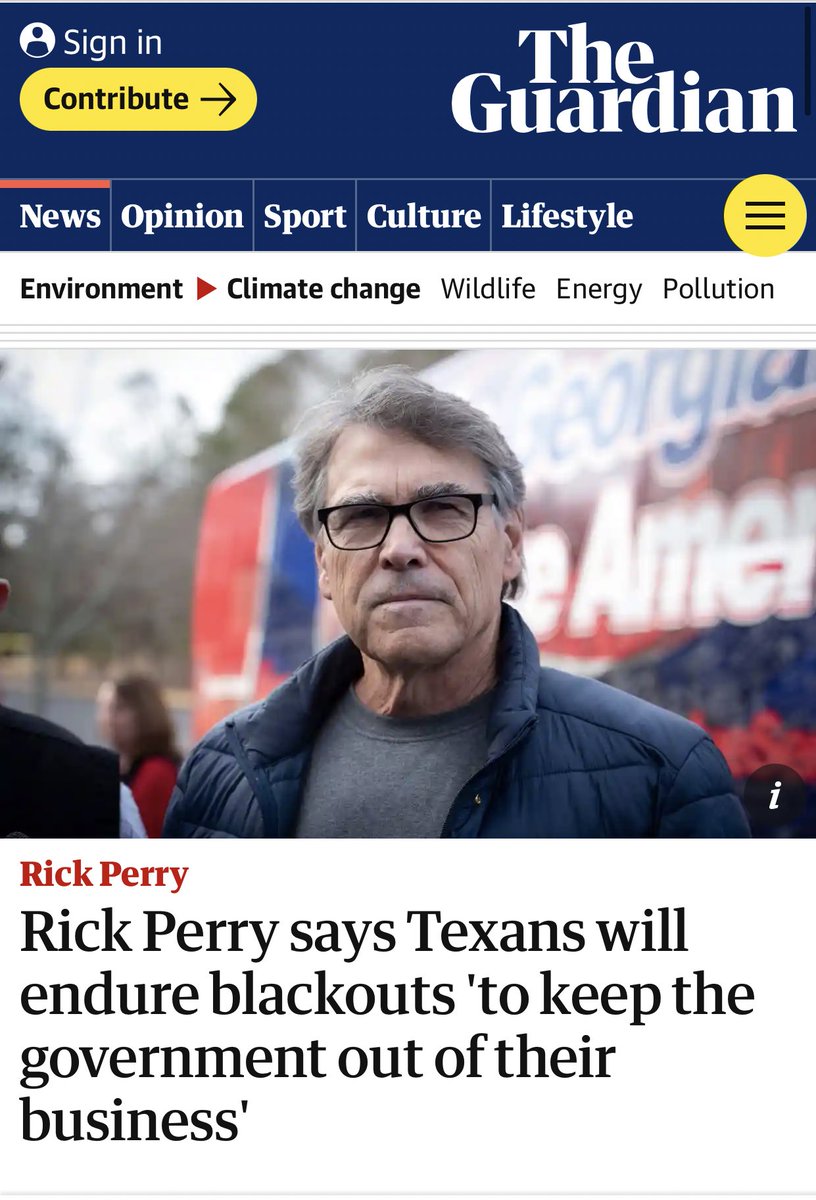 Sign in
Contribute →
The
Guardian
News Opinion Sport Culture Lifestyle
Environment ▶ Climate change Wildlife Energy Pollution
Georgia
e Amer
i
Rick Perry
Rick Perry says Texans will
endure blackouts 'to keep the
government out of their
business'